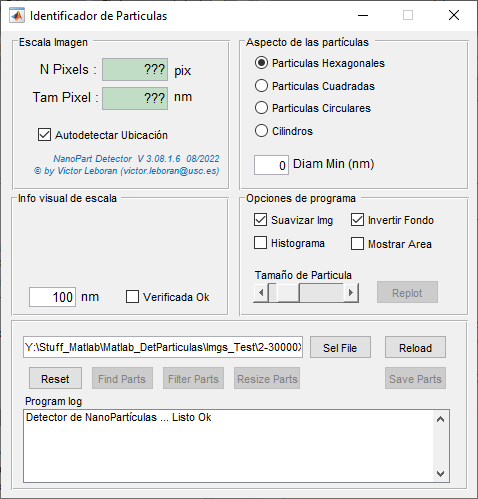 Identificador de Particulas
Escala Imagen
N Pixels : ??? pix
Tam Pixel : ??? nm
Autodetectar Ubicación
NanoPart Detector V 3.08.1.6 08/2022
© by Victor Leboran (victor.leboran@usc.es)
Aspecto de las partículas
Particulas Hexagonales
Particulas Cuadradas
Particulas Circulares
Cilindros
0 Diam Min (nm)
Info visual de escala
100 nm
Verificada Ok
Opciones de programa
Suavizar Img
Invertir Fondo
Histograma
Mostrar Area
Tamaño de Particula
Replot
Y:\Stuff_Matlab\Matlab_DetParticulas\Imgs_Test\2-30000X
Sel File
Reload
Reset
Find Parts
Filter Parts
Resize Parts
Save Parts
Program log
Detector de NanoPartículas ... Listo Ok